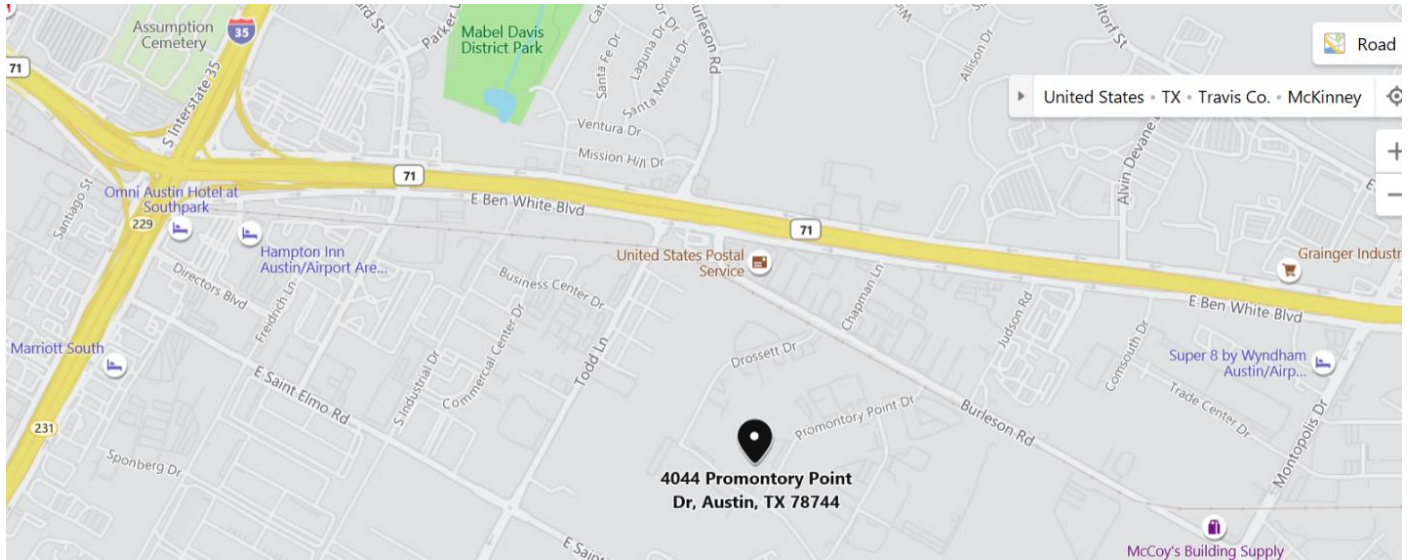 Assumption
Cemetery
35
71
S Interstate 35
Parker L
Mabel Davis
District Park
Santa Fe Dr
Laguna Dr
Santa Monica Dr
Burleson Rd
Ventura Dr
Mission Hill Dr
Allison Dr
Road
United States • TX • Travis Co. • McKinney
Alvin Devane
71
E Ben White Blvd
71
Santiago St
Omni Austin Hotel at
Southpark
229
Hampton Inn
Austin/Airport Are...
United States Postal
Service
Grainger Industr
E Ben White Blvd
Directors Blvd
Freidrich Ln
Business Center Dr
Commercial Center Dr
S Industrial Dr
Todd Ln
Chapman Ln
Judson Rd
Drossett Dr
Marriott South
E Saint Elmo Rd
Comsouth Dr
Super 8 by Wyndham
Austin/Airp...
Trade Center Dr
Montopolis Dr
Burleson Rd
Promontory Point Dr
231
Sponberg Dr
4044 Promontory Point
Dr, Austin, TX 78744
E Saint
McCoy's Building Supply